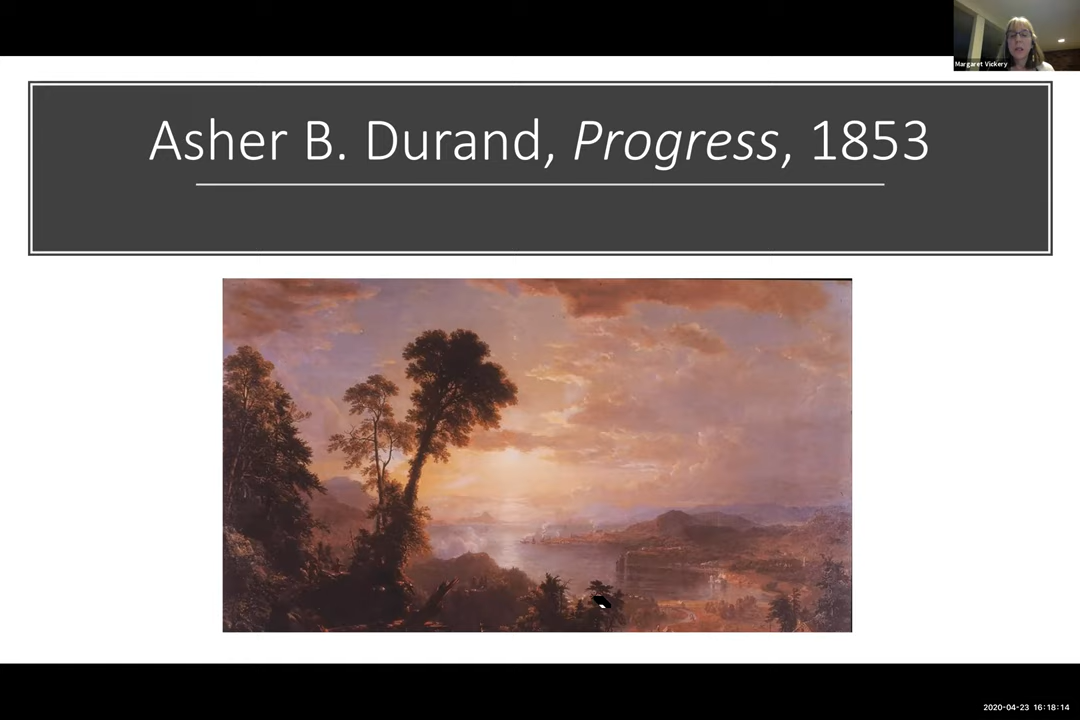 Margaret Vickery
Asher B. Durand, Progress, 1853
2020-04-23 16:18:14